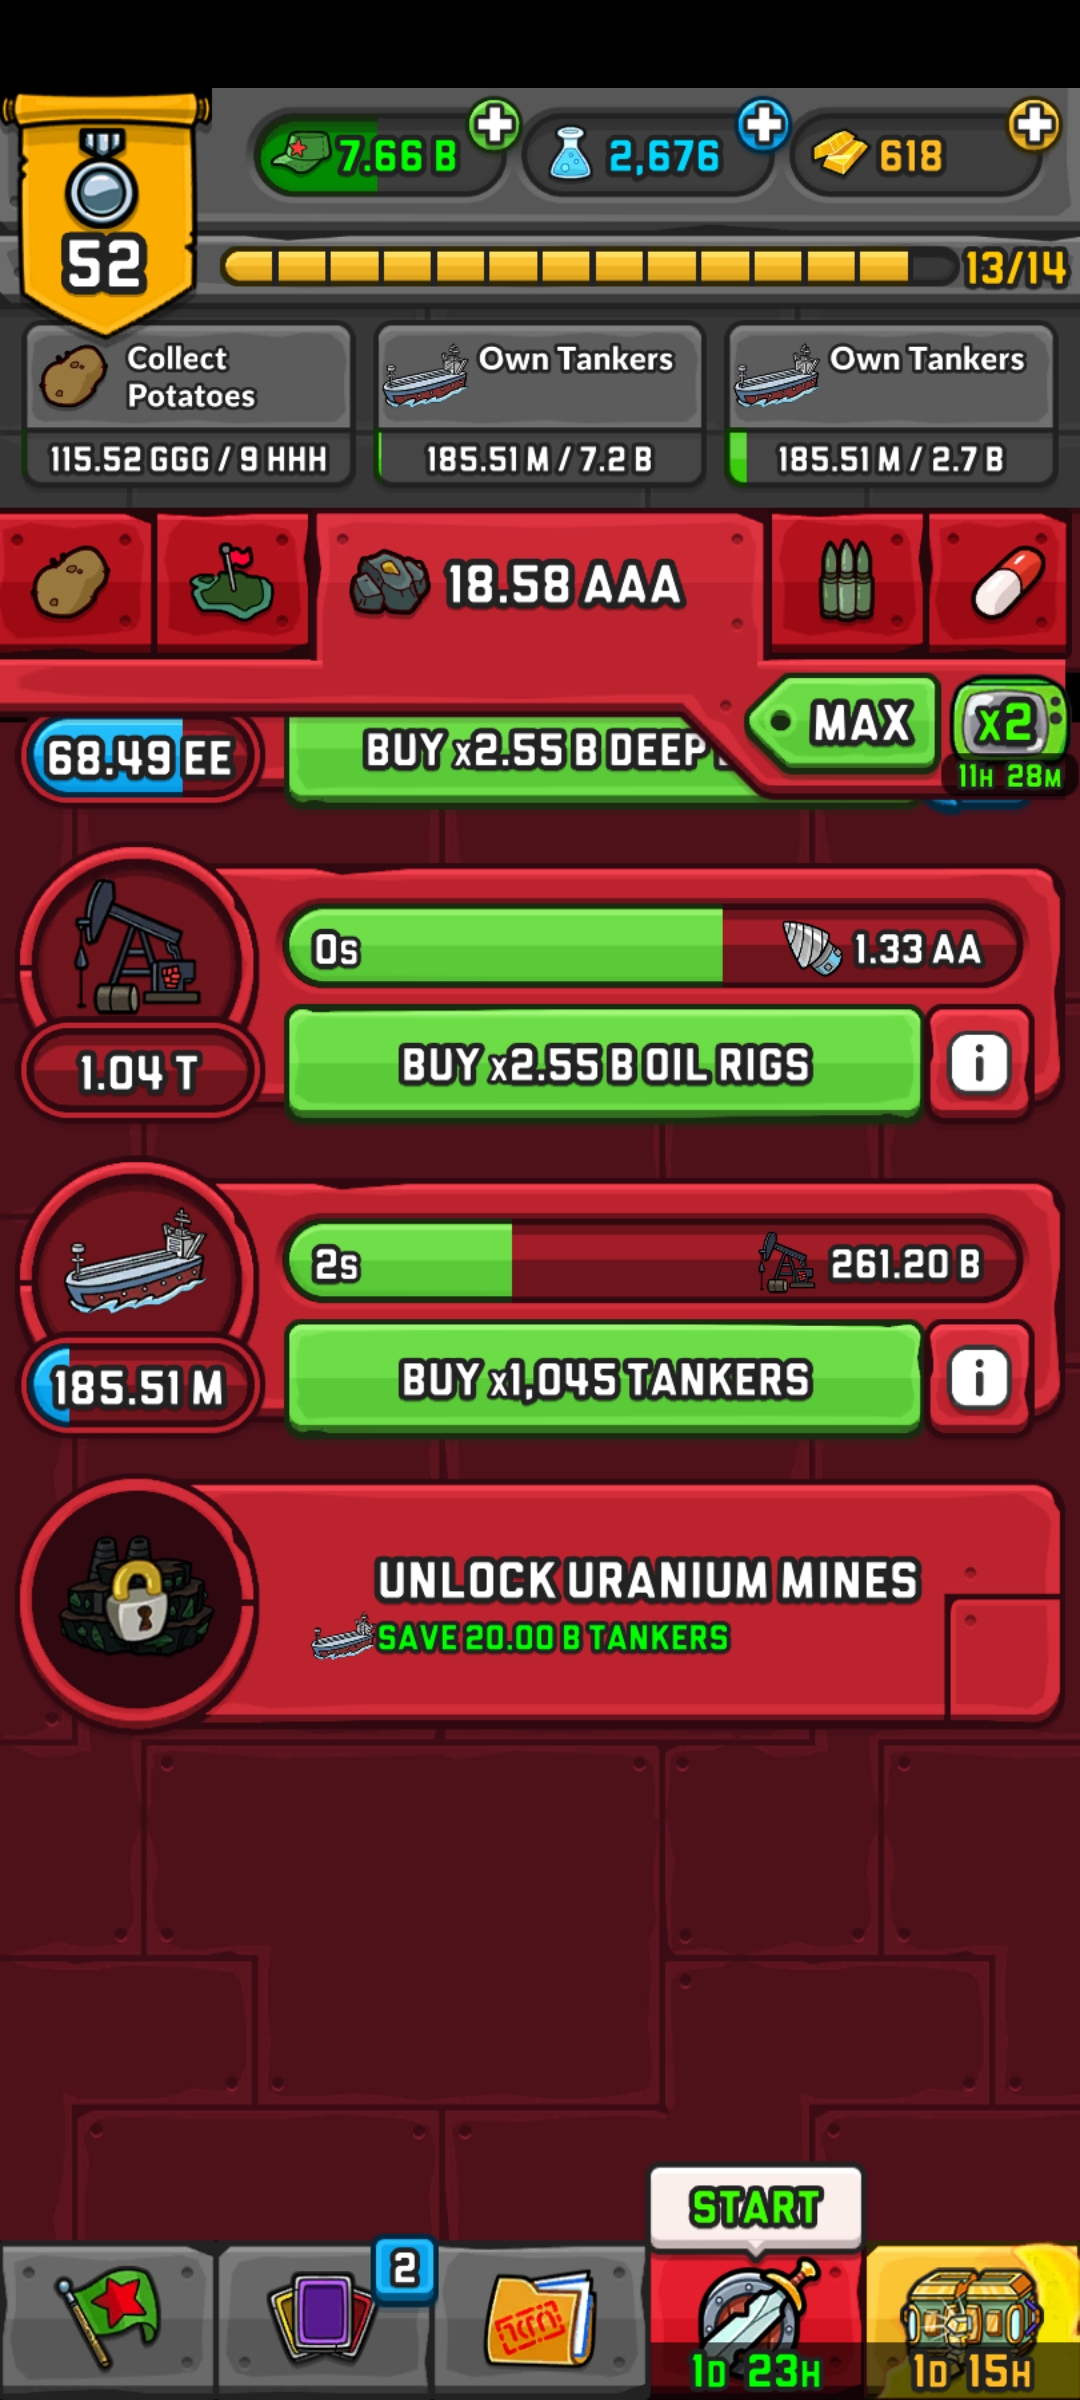 52
7.66 B
2,676
618
13/14
Collect
Potatoes
115.52 GGG / 9 HHH
Own Tankers
185.51 M / 7.2 B
Own Tankers
185.51 M / 2.7 B
18.58 AAA
MAX
x2
11H 28M
68.49 EE
BUY x2.55 B DEEP
0s
1.33 AA
1.04 T
BUY x2.55 B OIL RIGS
i
2s
261.20 B
185.51 M
BUY x1,045 TANKERS
i
UNLOCK URANIUM MINES
SAVE 20.00 B TANKERS
START
2
1D 23H
1D 15H